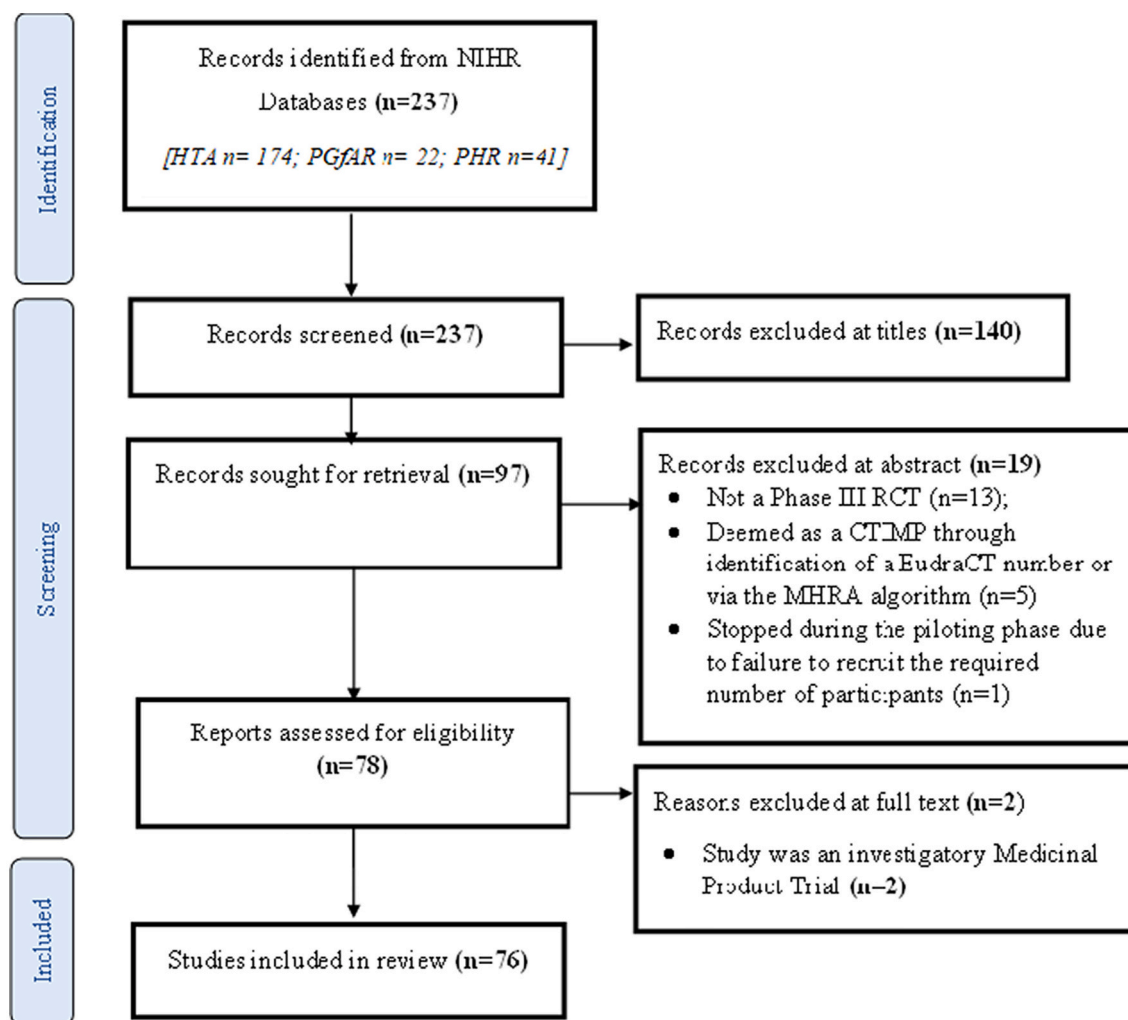 Identification
Records identified from NIHR
Databases (n=237)
[HTA n= 174; PGfAR n= 22; PHR n=41]
Screening
Records screened (n=237)
Records excluded at titles (n=140)
Records sought for retrieval (n=97)
Records excluded at abstract (n=19)
• Not a Phase III RCT (n=13);
• Deemed as a CTIMP through
identification of a EudraCT number or
via the MHRA algorithm (n=5)
• Stopped during the piloting phase due
to failure to recruit the required
number of participants (n=1)
Reports assessed for eligibility
(n=78)
Reasons excluded at full text (n=2)
• Study was an investigatory Medicinal
Product Trial (n=2)
Included
Studies included in review (n=76)